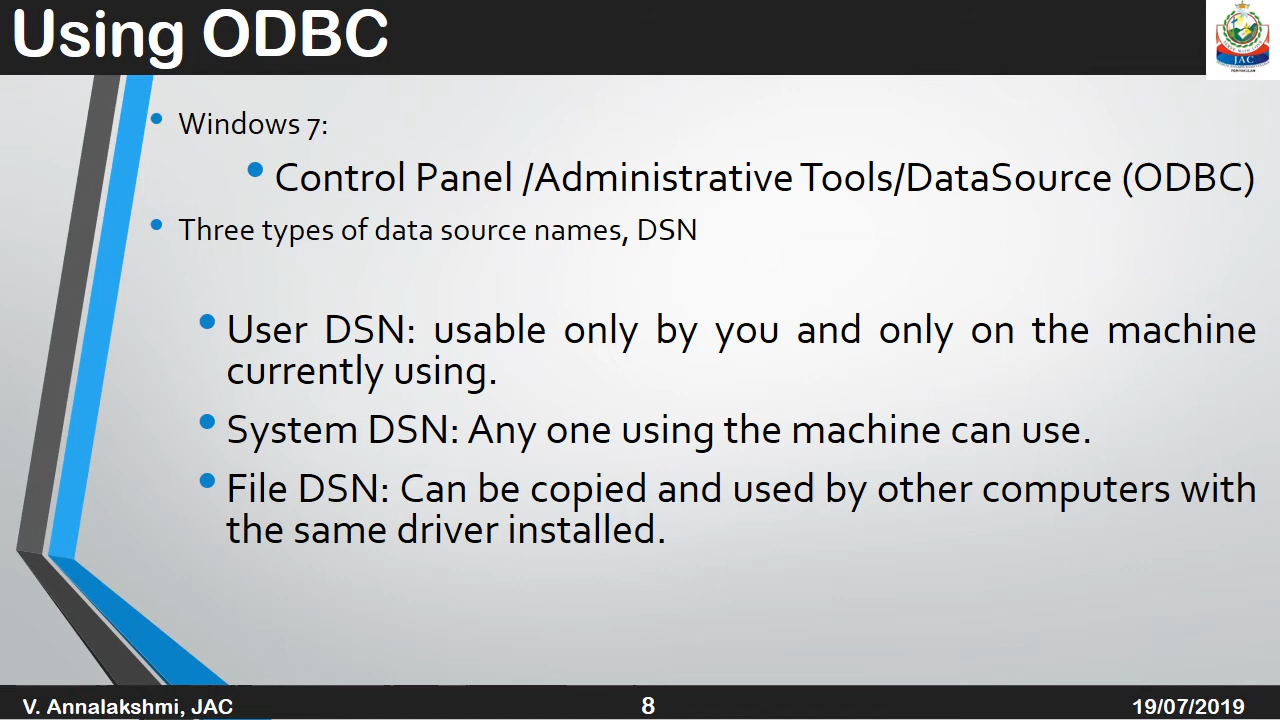 Using ODBC
JAC
• Windows 7:
• Control Panel /Administrative Tools/DataSource (ODBC)
• Three types of data source names, DSN
• User DSN: usable only by you and only on the machine
currently using.
• System DSN: Any one using the machine can use.
• File DSN: Can be copied and used by other computers with
the same driver installed.
V. Annalakshmi, JAC
8
19/07/2019